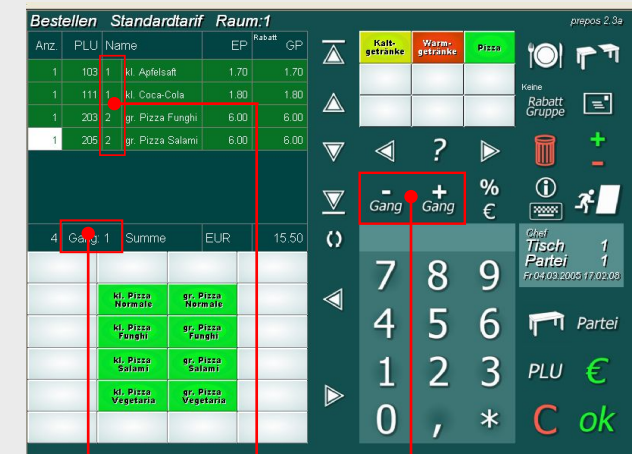 Bestellen Standardtarif Raum:1
prepos 2.3a
Anz. PLU Name EP Rabatt GP
1 103 1 kl. Apfelsaft 1.70 1.70
1 111 1 kl. Coca-Cola 1.80 1.80
1 203 2 gr. Pizza Funghi 6.00 6.00
1 205 2 gr. Pizza Salami 6.00 6.00
4 Gang: 1 Summe EUR 15.50
kl. Pizza Normale
gr. Pizza Normale
kl. Pizza Funghi
gr. Pizza Funghi
kl. Pizza Salami
gr. Pizza Salami
kl. Pizza Vegetaria
gr. Pizza Vegetaria
Kalt-getränke
Warm-getränke
Pizza
Keine
Rabatt
Gruppe
?
+
-
- Gang
+ Gang
% €
Chef
Tisch 1
Partei 1
Fr 04.03.2005 17:02:08
7 8 9
4 5 6
Partei
1 2 3
PLU €
0 , *
C ok